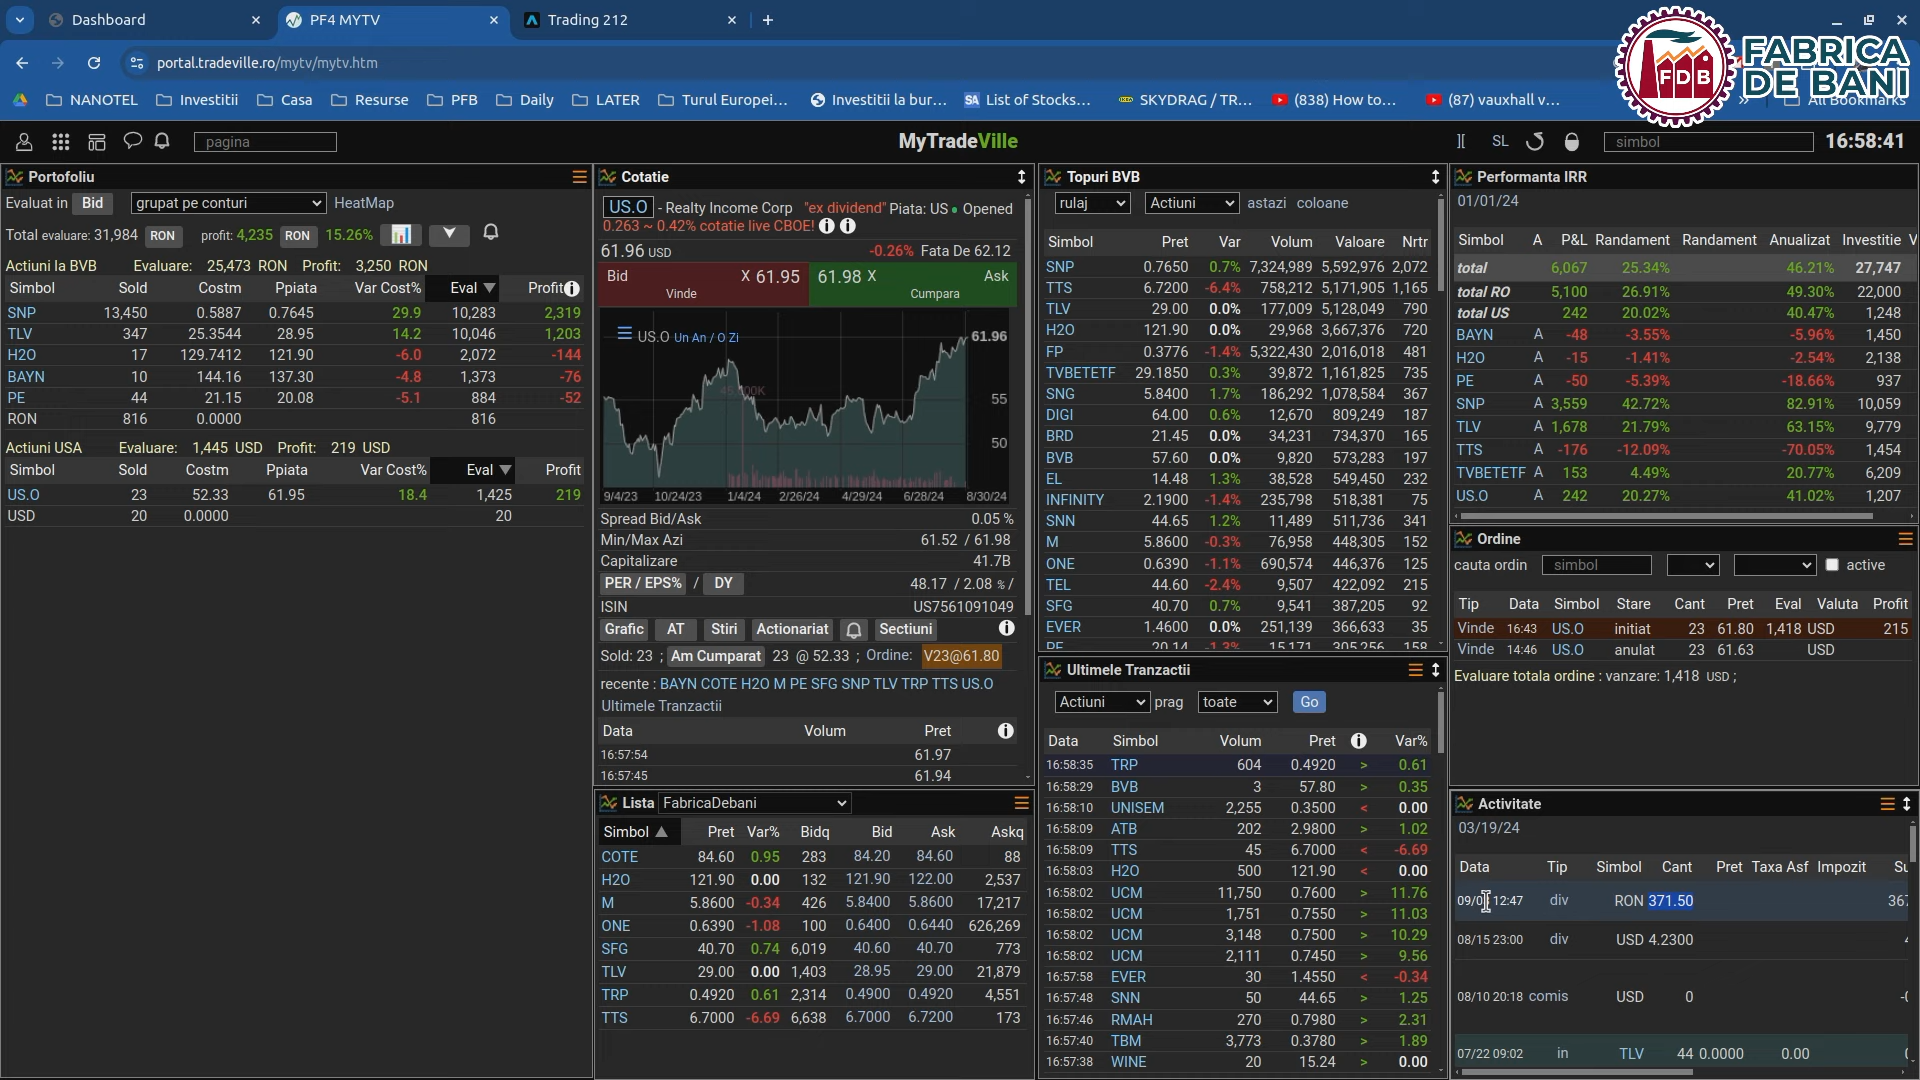 Dashboard
PF4 MYTV
Trading 212
portal.tradeville.ro/mytv/mytv.htm
FABRICA DE BANI
FDB
NANOTEL Investitii Casa Resurse PFB Daily LATER Turul Europei... Investitii la bur... SA List of Stocks... SKYDRAG / TR... (838) How to... (87) vauxhall v... » All Bookmarks
pagina
MyTradeVille
SL
simbol
16:58:41
Portofoliu
Evaluat in Bid grupat pe conturi HeatMap
Total evaluare: 31,984 RON profit: 4,235 RON 15.26%
Actiuni la BVB Evaluare: 25,473 RON Profit: 3,250 RON
Simbol Sold Costm Ppiata Var Cost% Eval Profit
SNP 13,450 0.5887 0.7645 29.9 10,283 2,319
TLV 347 25.3544 28.95 14.2 10,046 1,203
H2O 17 129.7412 121.90 -6.0 2,072 -144
BAYN 10 144.16 137.30 -4.8 1,373 -76
PE 44 21.15 20.08 -5.1 884 -52
RON 816 0.0000 816
Actiuni USA Evaluare: 1,445 USD Profit: 219 USD
Simbol Sold Costm Ppiata Var Cost% Eval Profit
US.O 23 52.33 61.95 18.4 1,425 219
USD 20 0.0000 20
Cotatie
US.O - Realty Income Corp "ex dividend" Piata: US Opened
0.263 ~ 0.42% cotatie live CBOE!
61.96 USD -0.26% Fata De 62.12
Bid X 61.95 61.98 X Ask
Vinde Cumpara
US.O Un An / O Zi 61.96
55
50
9/4/23 10/24/23 1/4/24 2/26/24 4/29/24 6/28/24 8/30/24
Spread Bid/Ask 0.05 %
Min/Max Azi 61.52 / 61.98
Capitalizare 41.7B
PER / EPS% / DY 48.17 / 2.08 % /
ISIN US7561091049
Grafic AT Stiri Actionariat Sectiuni
Sold: 23 ; Am Cumparat 23 @ 52.33 ; Ordine: V23@61.80
recente : BAYN COTE H2O M PE SFG SNP TLV TRP TTS US.O
Ultimele Tranzactii
Data Volum Pret
16:57:54 61.97
16:57:45 61.94
Lista FabricaDebani
Simbol Pret Var% Bidq Bid Ask Askq
COTE 84.60 0.95 283 84.20 84.60 88
H2O 121.90 0.00 132 121.90 122.00 2,537
M 5.8600 -0.34 426 5.8400 5.8600 17,217
ONE 0.6390 -1.08 100 0.6400 0.6440 626,269
SFG 40.70 0.74 6,019 40.60 40.70 773
TLV 29.00 0.00 1,403 28.95 29.00 21,879
TRP 0.4920 0.61 2,314 0.4900 0.4920 4,551
TTS 6.7000 -6.69 6,638 6.7000 6.7200 173
Topuri BVB
rulaj Actiuni astazi coloane
Simbol Pret Var Volum Valoare Nrtr
SNP 0.7650 0.7% 7,324,989 5,592,976 2,072
TTS 6.7200 -6.4% 758,212 5,171,905 1,165
TLV 29.00 0.0% 177,009 5,128,049 790
H2O 121.90 0.0% 29,968 3,667,376 720
FP 0.3776 -1.4% 5,322,430 2,016,018 481
TVBETETF 29.1850 0.3% 39,872 1,161,825 735
SNG 5.8400 1.7% 186,292 1,078,584 367
DIGI 64.00 0.6% 12,670 809,249 187
BRD 21.45 0.0% 34,231 734,370 165
BVB 57.60 0.0% 9,820 573,283 197
EL 14.48 1.3% 38,528 549,450 232
INFINITY 2.1900 -1.4% 235,798 518,381 75
SNN 44.65 1.2% 11,489 511,736 341
M 5.8600 -0.3% 76,958 448,305 152
ONE 0.6390 -1.1% 690,574 446,376 125
TEL 44.60 -2.4% 9,507 422,092 215
SFG 40.70 0.7% 9,541 387,205 92
EVER 1.4600 0.0% 251,139 366,633 35
PE 20.14 -1.3% 15,171 305,256 158
Ultimele Tranzactii
Actiuni prag toate Go
Data Simbol Volum Pret Var%
16:58:35 TRP 604 0.4920 > 0.61
16:58:29 BVB 3 57.80 > 0.35
16:58:10 UNISEM 2,255 0.3500 < 0.00
16:58:09 ATB 202 2.9800 > 1.02
16:58:09 TTS 45 6.7000 < -6.69
16:58:03 H2O 500 121.90 < 0.00
16:58:02 UCM 11,750 0.7600 > 11.76
16:58:02 UCM 1,751 0.7550 > 11.03
16:58:02 UCM 3,148 0.7500 > 10.29
16:58:02 UCM 2,111 0.7450 > 9.56
16:57:58 EVER 30 1.4550 < -0.34
16:57:48 SNN 50 44.65 > 1.25
16:57:46 RMAH 270 0.7980 > 2.31
16:57:40 TBM 3,773 0.3780 > 1.89
16:57:38 WINE 20 15.24 > 0.00
Performanta IRR
01/01/24
Simbol A P&L Randament Randament Anualizat Investitie V
total 6,067 25.34% 46.21% 27,747
total RO 5,100 26.91% 49.30% 22,000
total US 242 20.02% 40.47% 1,248
BAYN A -48 -3.55% -5.96% 1,450
H2O A -15 -1.41% -2.54% 2,138
PE A -50 -5.39% -18.66% 937
SNP A 3,559 42.72% 82.91% 10,059
TLV A 1,678 21.79% 63.15% 9,779
TTS A -176 -12.09% -70.05% 1,454
TVBETETF A 153 4.49% 20.77% 6,209
US.O A 242 20.27% 41.02% 1,207
Ordine
cauta ordin simbol active
Tip Data Simbol Stare Cant Pret Eval Valuta Profit
Vinde 16:43 US.O initiat 23 61.80 1,418 USD 215
Vinde 14:46 US.O anulat 23 61.63 USD
Evaluare totala ordine : vanzare: 1,418 USD ;
Activitate
03/19/24
Data Tip Simbol Cant Pret Taxa Asf Impozit Su
12:47 div RON 371.50 367
08/15 23:00 div USD 4.2300 4
08/10 20:18 comis USD 0 -0
07/22 09:02 in TLV 44 0.0000 0.00